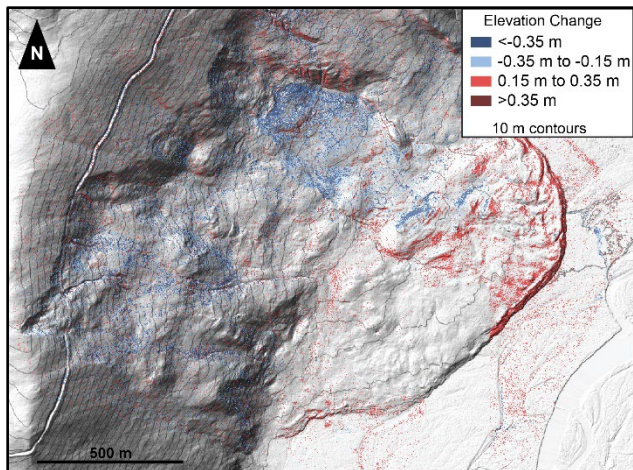 N
Elevation Change
<-0.35 m
-0.35 m to -0.15 m
0.15 m to 0.35 m
>0.35 m
10 m contours
500 m